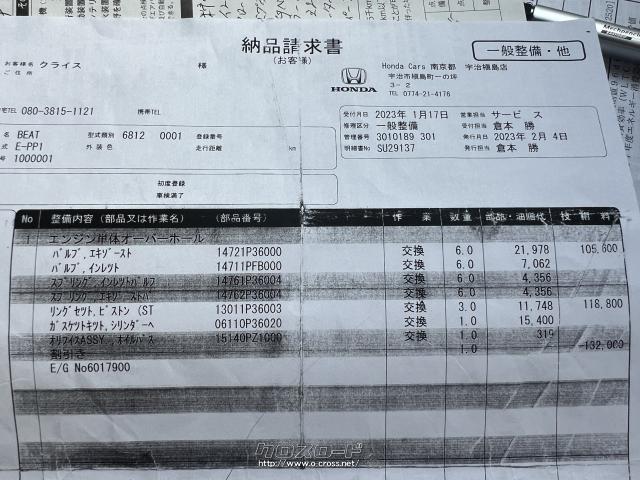 納品請求書
(お客様)
一般整備・他
お客様名 クライス 様
ご住所
HONDA
Honda Cars 南京都 宇治槇島店
宇治市槇島町一の坪
3-2
TEL 0774-21-4176
宅TEL 080-3815-1121 携帯TEL
受付月日 2023年 1月17日 営業担当 サービス
修理区分 一般整備 受付担当 倉本 勝
管理番号 3010189 301 発行月日 2023年 2月 4日
明細書No SU29137 発行担当 倉本 勝
名 BEAT 型式類別 6812 0001 登録番号
式 E-PP1 外装色 走行距離 km
号 1000001
初度登録
車検満了
No 整備内容 (部品又は作業名) (部品番号) 作業 数量 部品・油脂代 技術料
1 エンジン単体オーバーホール
バルブ,エキゾースト 14721P36000 交換 6.0 21,978 105,600
バルブ,インレット 14711PFB000 交換 6.0 7,062
スプリング,インレットバルブ 14761P36004 交換 6.0 4,356
スプリング,エキゾーストバ 14762P36004 交換 6.0 4,356
リングセット,ピストン (ST 13011P36003 交換 3.0 11,748 118,800
ガスケットキット,シリンダーヘ 06110P36020 交換 1.0 15,400
オリフィスASSY.,オイルパス 15140PZ1000 交換 1.0 319
割引き 1.0 -132,000
E/G No6017900
クロスロード
http://www.o-cross.net/